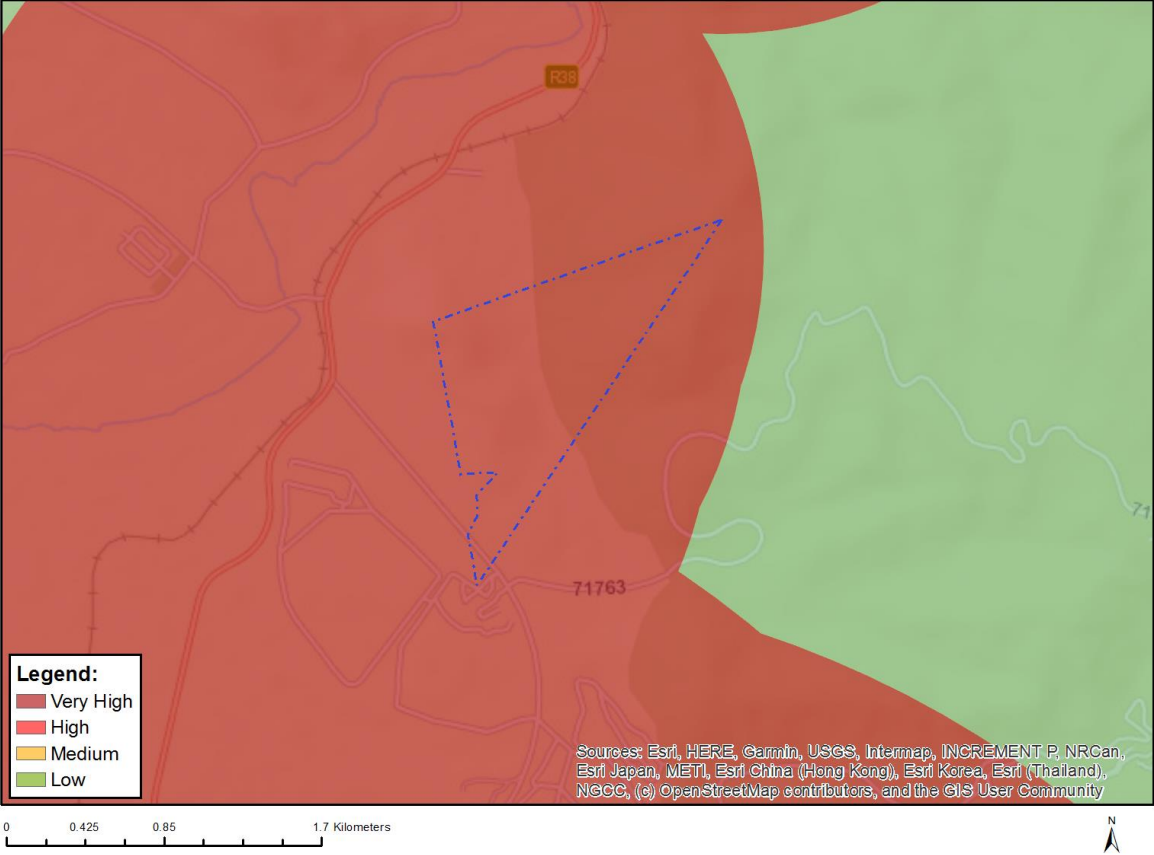 R38
71
71763
Legend:
Very High
High
Medium
Low
Sources: Esri, HERE, Garmin, USGS, Intermap, INCREMENT P, NRCan,
Esri Japan, METI, Esri China (Hong Kong), Esri Korea, Esri (Thailand),
NGCC, (c) OpenStreetMap contributors, and the GIS User Community
0 0.425 0.85 1.7 Kilometers
N